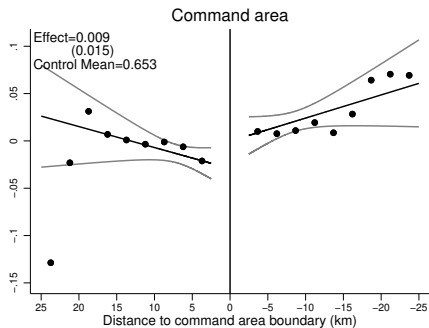 Command area
Effect=0.009
(0.015)
Control Mean=0.653
.1
.05
0
-.05
-.1
-.15
25 20 15 10 5 0 −5 −10 −15 −20 −25
Distance to command area boundary (km)